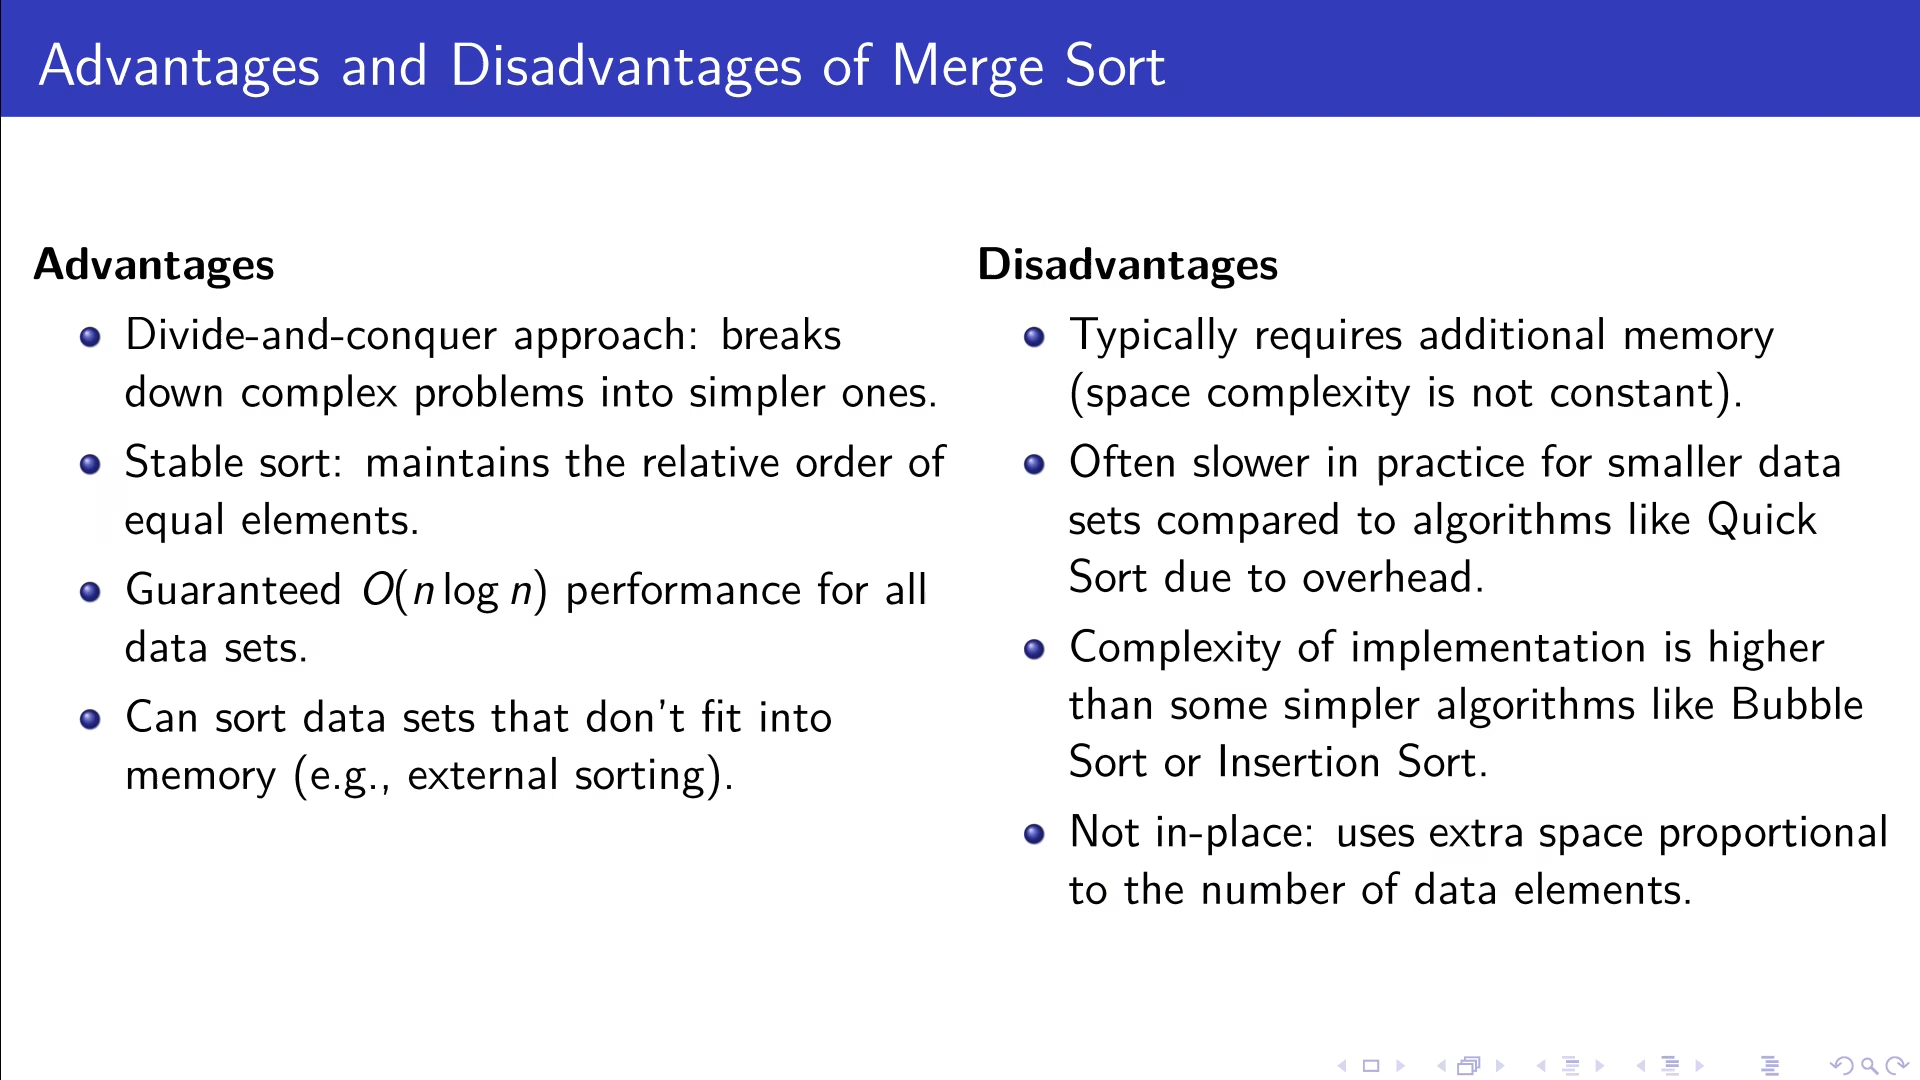 Advantages and Disadvantages of Merge Sort
Advantages
Divide-and-conquer approach: breaks
down complex problems into simpler ones.
Stable sort: maintains the relative order of
equal elements.
Guaranteed O(n log n) performance for all
data sets.
Can sort data sets that don't fit into
memory (e.g., external sorting).
Disadvantages
Typically requires additional memory
(space complexity is not constant).
Often slower in practice for smaller data
sets compared to algorithms like Quick
Sort due to overhead.
Complexity of implementation is higher
than some simpler algorithms like Bubble
Sort or Insertion Sort.
Not in-place: uses extra space proportional
to the number of data elements.